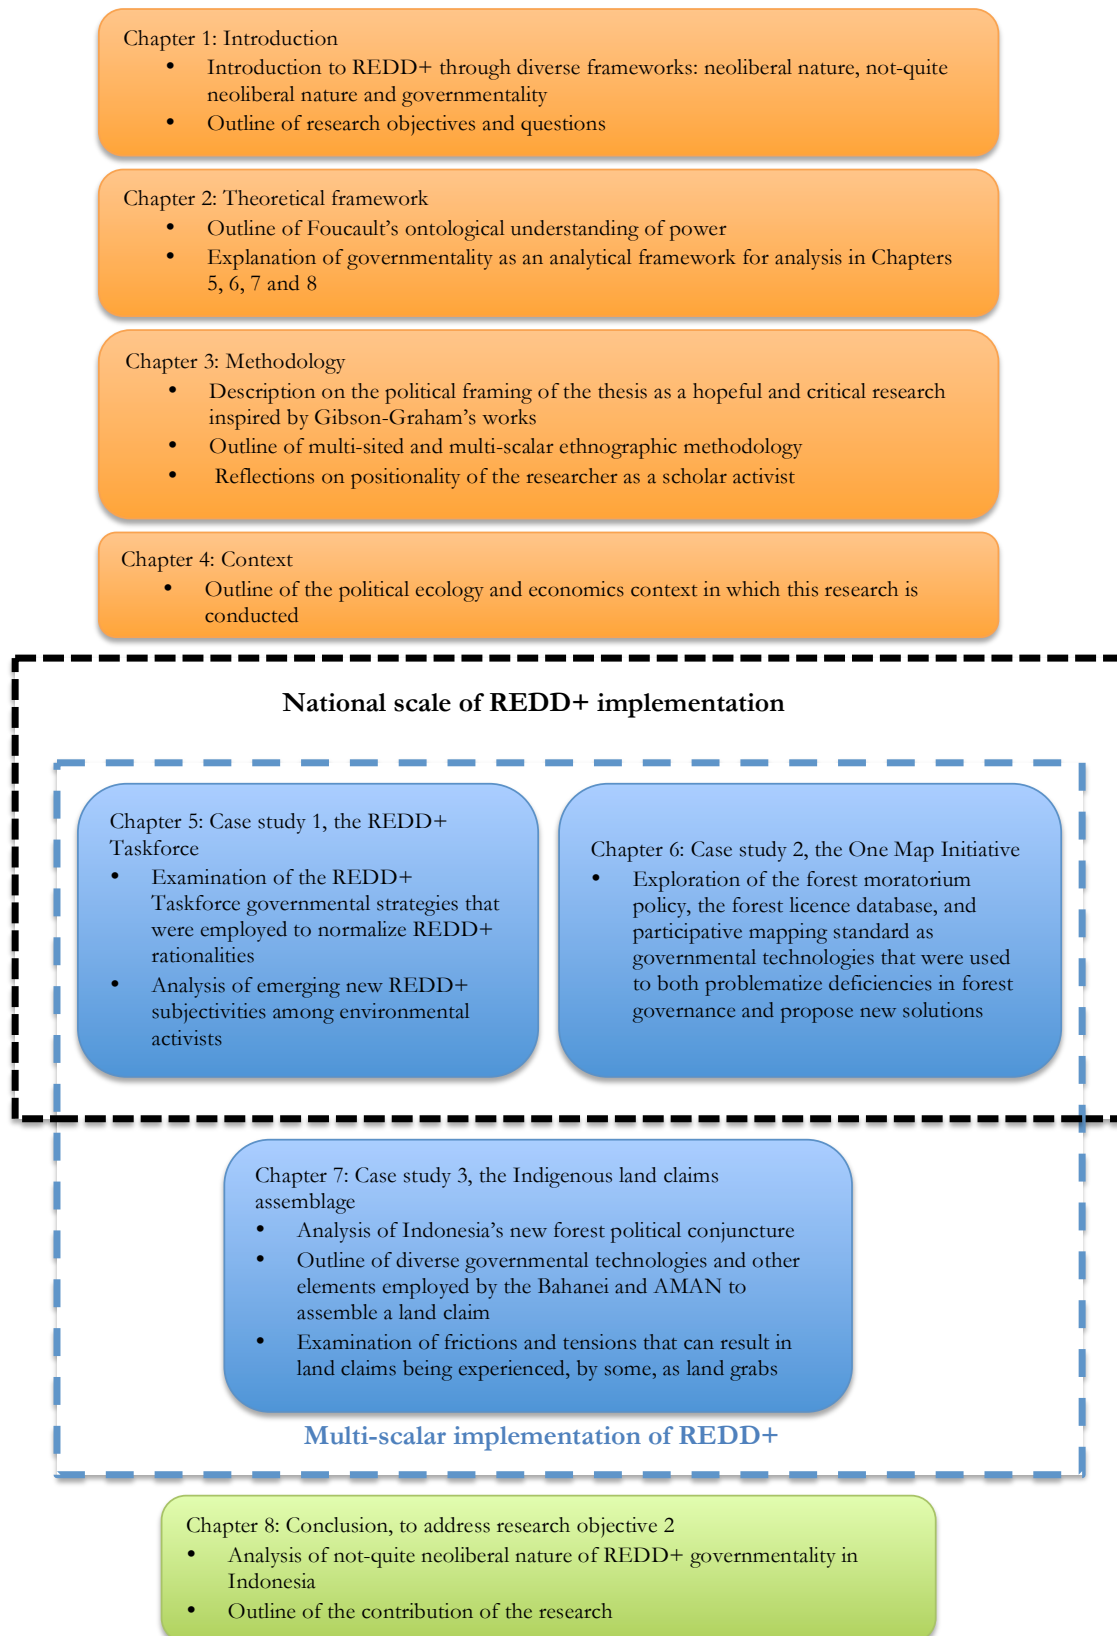 Chapter 1: Introduction
• Introduction to REDD+ through diverse frameworks: neoliberal nature, not-quite
neoliberal nature and governmentality
• Outline of research objectives and questions
Chapter 2: Theoretical framework
• Outline of Foucault's ontological understanding of power
• Explanation of governmentality as an analytical framework for analysis in Chapters
5, 6, 7 and 8
Chapter 3: Methodology
• Description on the political framing of the thesis as a hopeful and critical research
inspired by Gibson-Graham's works
• Outline of multi-sited and multi-scalar ethnographic methodology
• Reflections on positionality of the researcher as a scholar activist
Chapter 4: Context
• Outline of the political ecology and economics context in which this research is
conducted
National scale of REDD+ implementation
Chapter 5: Case study 1, the REDD+
Taskforce
• Examination of the REDD+
Taskforce governmental strategies that
were employed to normalize REDD+
rationalities
• Analysis of emerging new REDD+
subjectivities among environmental
activists
Chapter 6: Case study 2, the One Map Initiative
• Exploration of the forest moratorium
policy, the forest licence database, and
participative mapping standard as
governmental technologies that were used
to both problematize deficiencies in forest
governance and propose new solutions
Chapter 7: Case study 3, the Indigenous land claims
assemblage
• Analysis of Indonesia's new forest political conjuncture
• Outline of diverse governmental technologies and other
elements employed by the Bahanei and AMAN to
assemble a land claim
• Examination of frictions and tensions that can result in
land claims being experienced, by some, as land grabs
Multi-scalar implementation of REDD+
Chapter 8: Conclusion, to address research objective 2
• Analysis of not-quite neoliberal nature of REDD+ governmentality in
Indonesia
• Outline of the contribution of the research